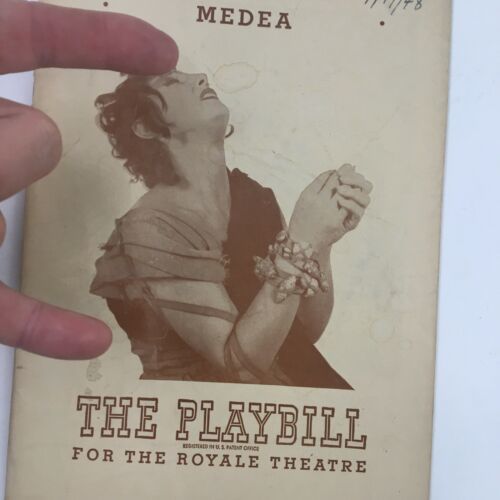 MEDEA
THE PLAYBILL
REGISTERED IN U. S. PATENT OFFICE
FOR THE ROYALE THEATRE